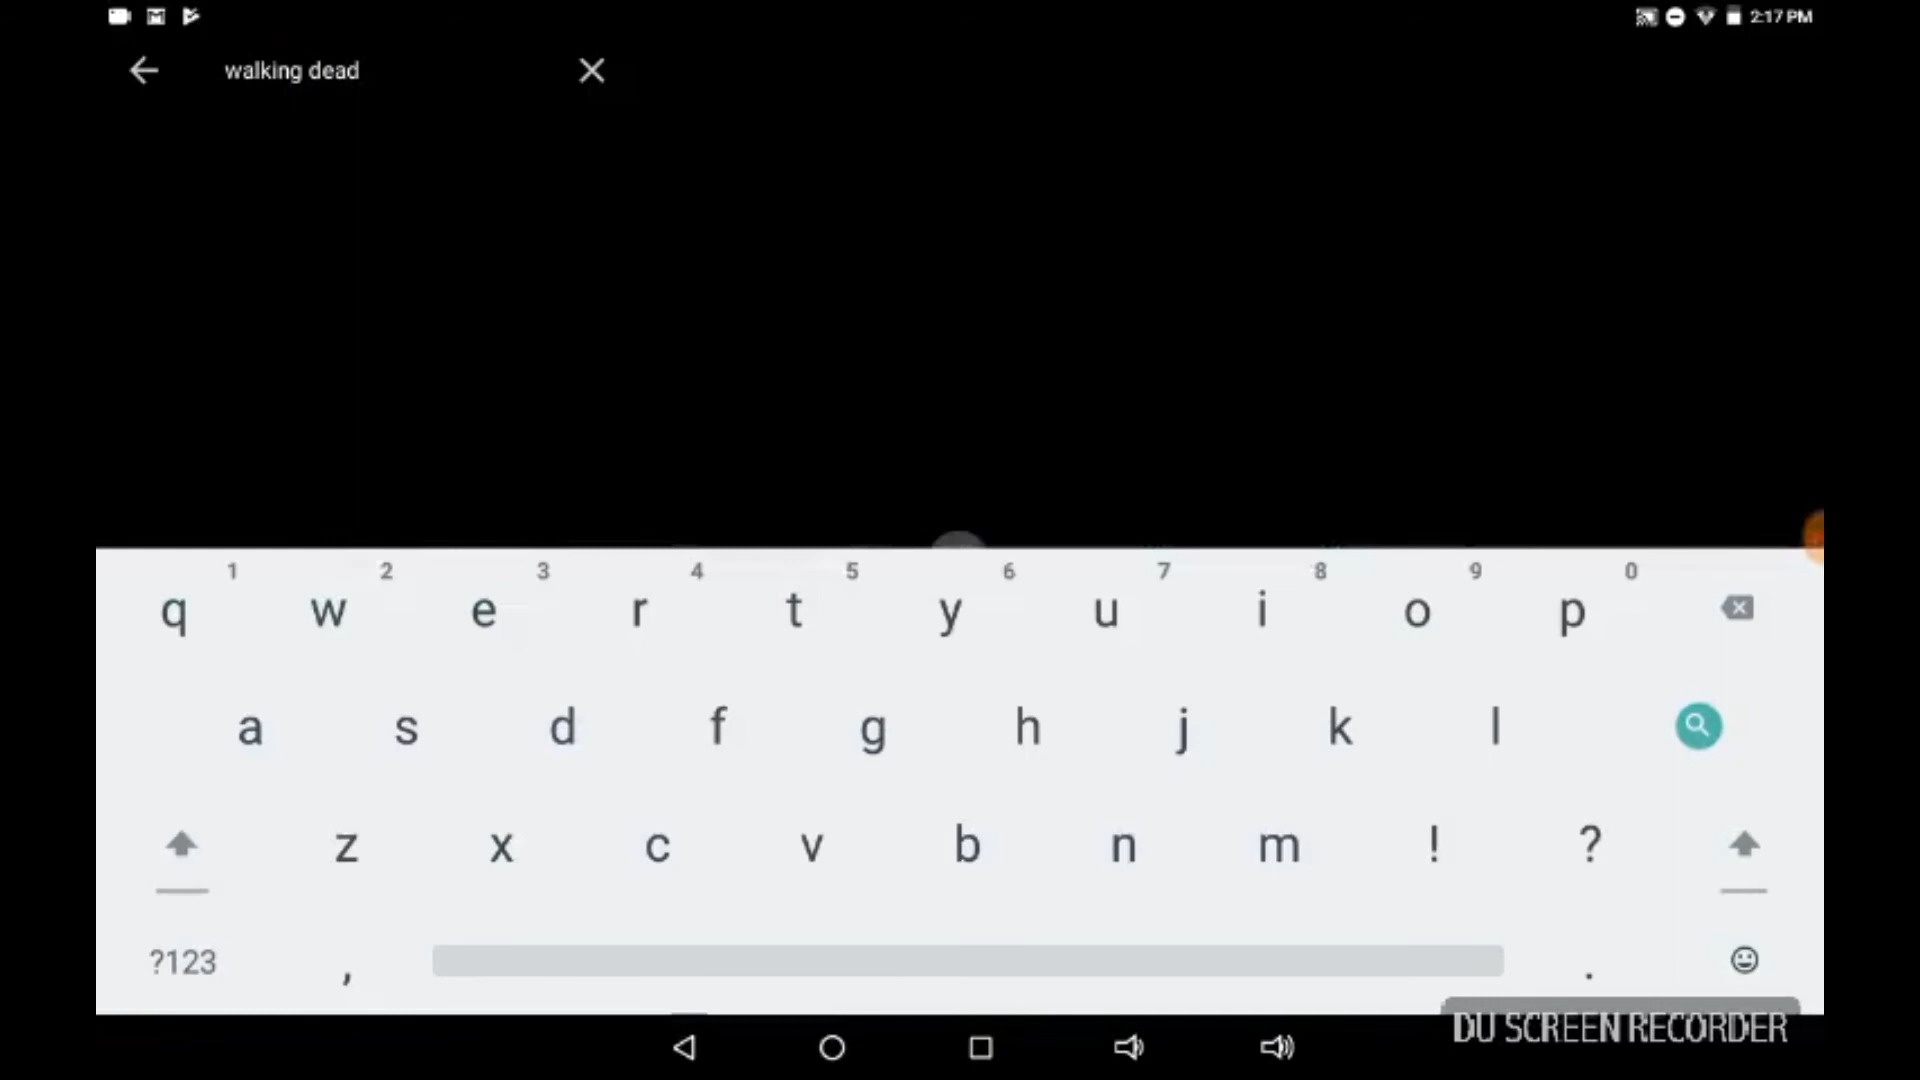 2:17 PM
walking dead
1 2 3 4 5 6 7 8 9 0
q w e r t y u i o p
a s d f g h j k l
z x c v b n m ! ?
?123 , .
DU SCREEN RECORDER